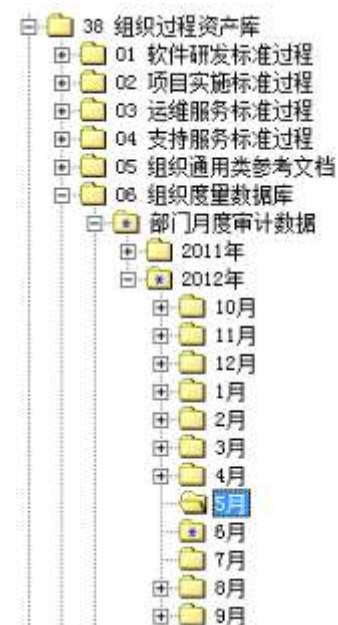 38 组织过程资产库
01 软件研发标准过程
02 项目实施标准过程
03 运维服务标准过程
04 支持服务标准过程
05 组织通用类参考文档
06 组织度量数据库
部门月度审计数据
2011年
2012年
10月
11月
12月
1月
2月
3月
4月
5月
6月
7月
8月
9月